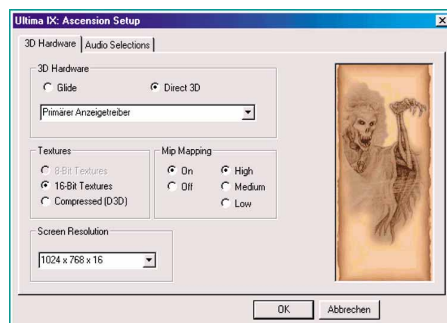 Ultima IX: Ascension Setup
3D Hardware
Audio Selections
3D Hardware
Glide
Direct 3D
Primärer Anzeigetreiber
Textures
8-Bit Textures
16-Bit Textures
Compressed (D3D)
Mip Mapping
On
Off
High
Medium
Low
Screen Resolution
1024 x 768 x 16
OK
Abbrechen